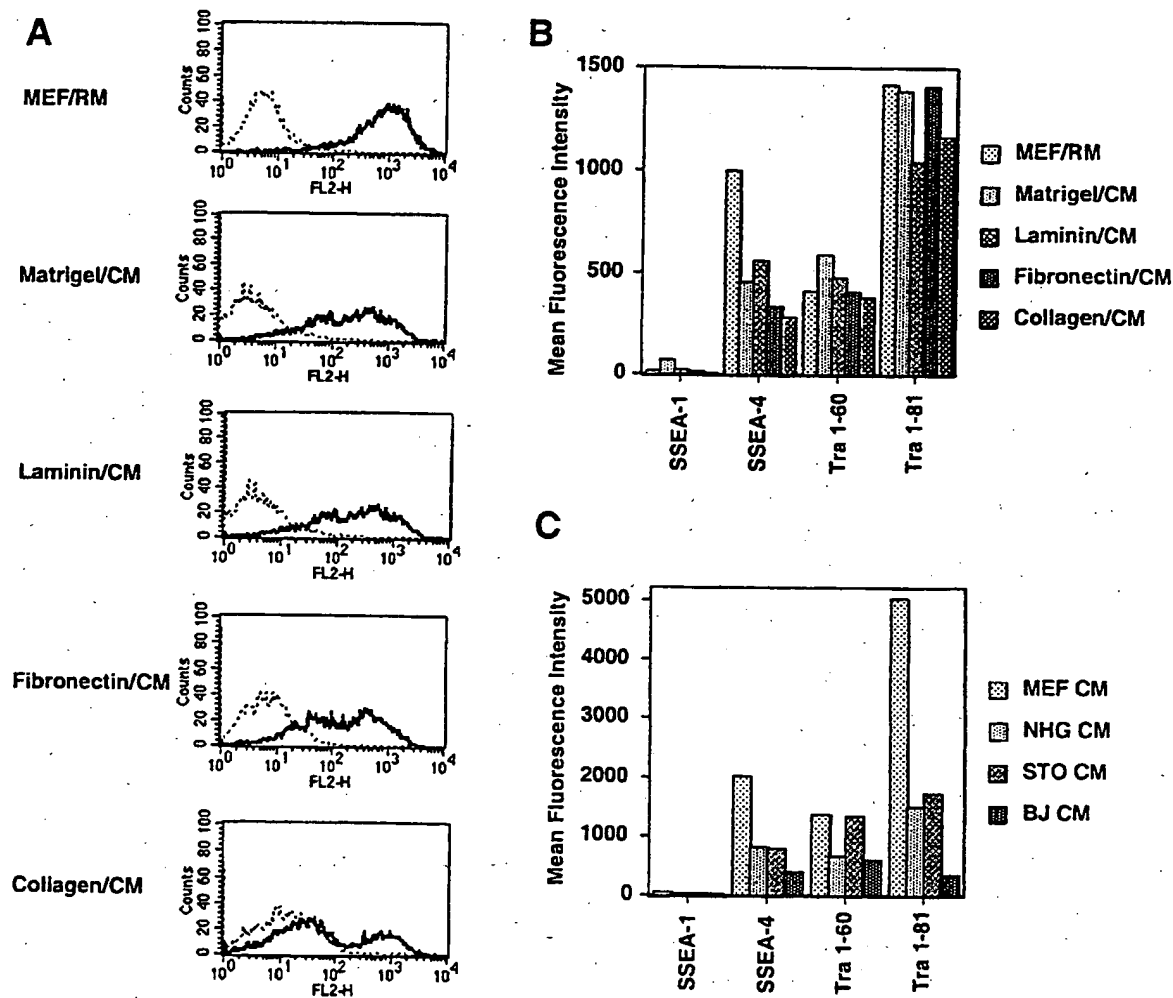 A
MEF/RM
Counts
0 20 40 60 80 100
10^0 10^1 10^2 10^3 10^4
FL2-H
Matrigel/CM
Counts
0 20 40 60 80 100
10^0 10^1 10^2 10^3 10^4
FL2-H
Laminin/CM
Counts
0 20 40 60 80 100
10^0 10^1 10^2 10^3 10^4
FL2-H
Fibronectin/CM
Counts
0 20 40 60 80 100
10^0 10^1 10^2 10^3 10^4
FL2-H
Collagen/CM
Counts
0 20 40 60 80 100
10^0 10^1 10^2 10^3 10^4
FL2-H
B
Mean Fluorescence Intensity
1500
1000
500
0
SSEA-1
SSEA-4
Tra 1-60
Tra 1-81
MEF/RM
Matrigel/CM
Laminin/CM
Fibronectin/CM
Collagen/CM
C
Mean Fluorescence Intensity
5000
4000
3000
2000
1000
0
SSEA-1
SSEA-4
Tra 1-60
Tra 1-81
MEF CM
NHG CM
STO CM
BJ CM